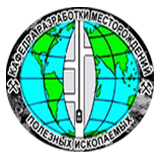 КАФЕДРА РАЗРАБОТКИ МЕСТОРОЖДЕНИЙ
ПОЛЕЗНЫХ ИСКОПАЕМЫХ